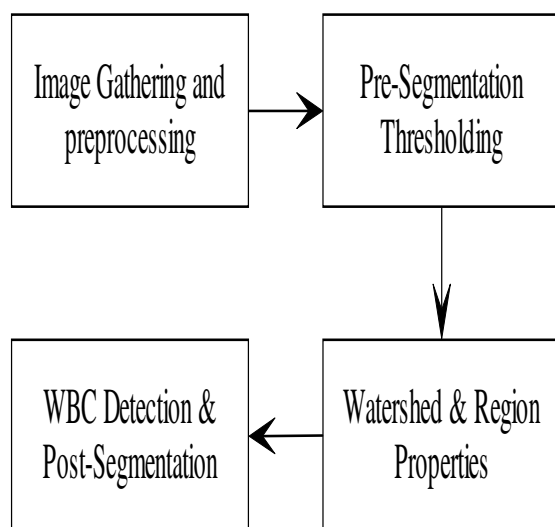 Image Gathering and
preprocessing
Pre-Segmentation
Thresholding
Watershed & Region
Properties
WBC Detection &
Post-Segmentation